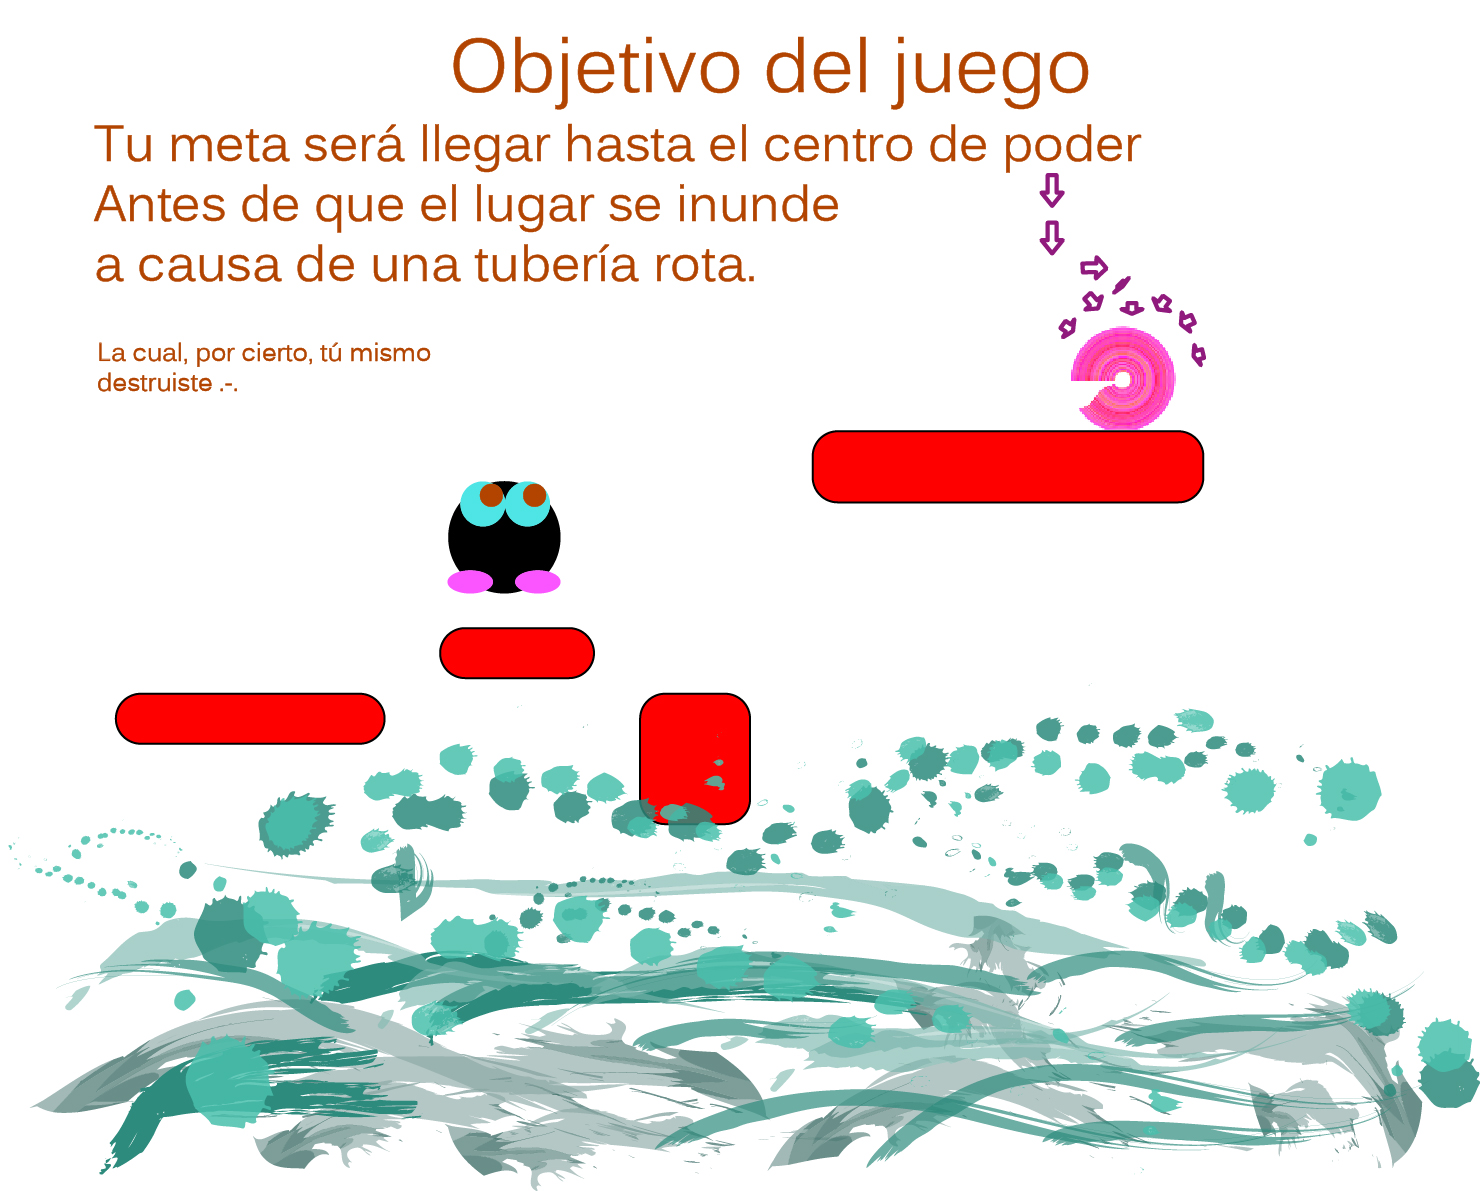 Objetivo del juego
Tu meta será llegar hasta el centro de poder
Antes de que el lugar se inunde
a causa de una tubería rota.
La cual, por cierto, tú mismo
destruiste .-.